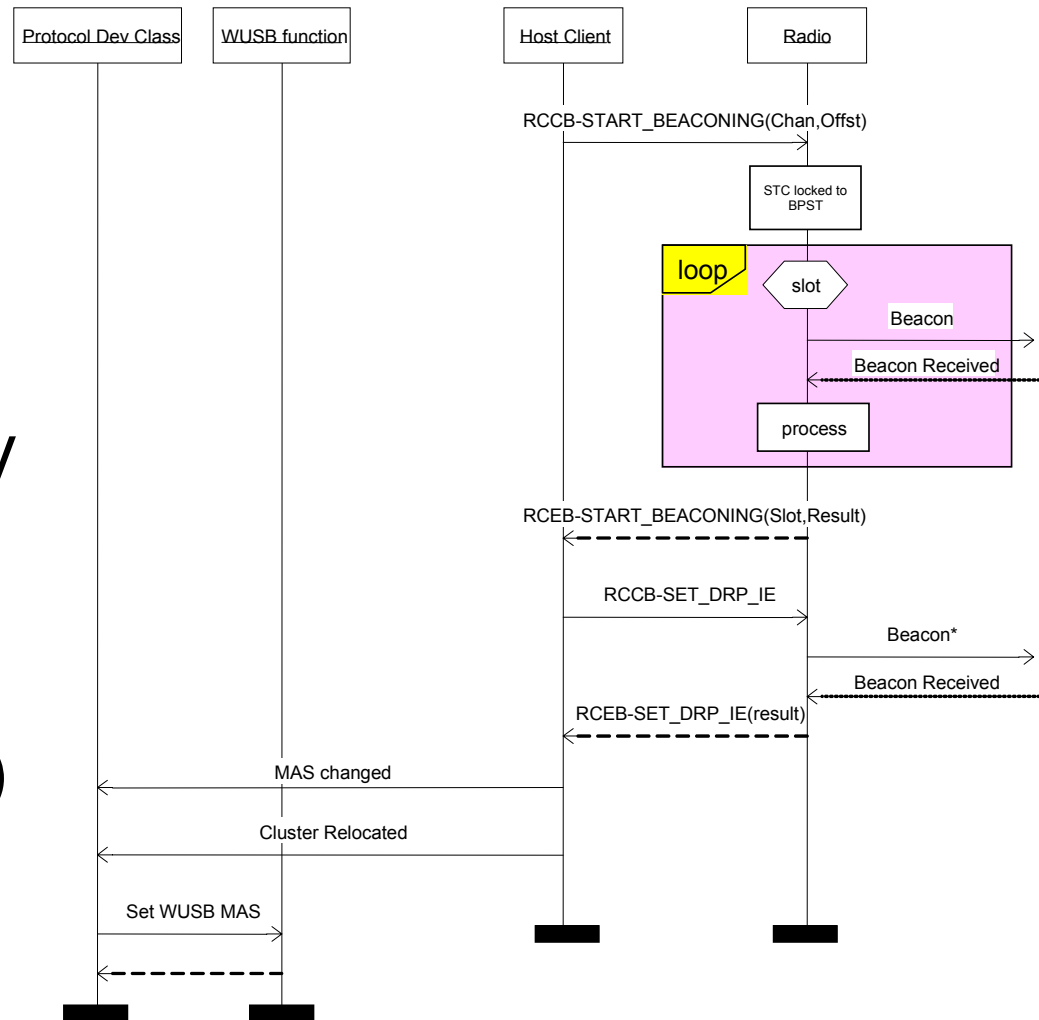 Protocol Dev Class
WUSB function
Host Client
Radio
RCCB-START_BEACONING(Chan,Offst)
STC locked to
BPST
loop
slot
Beacon
Beacon Received
process
RCEB-START_BEACONING(Slot,Result)
RCCB-SET_DRP_IE
Beacon*
Beacon Received
RCEB-SET_DRP_IE(result)
MAS changed
Cluster Relocated
Set WUSB MAS